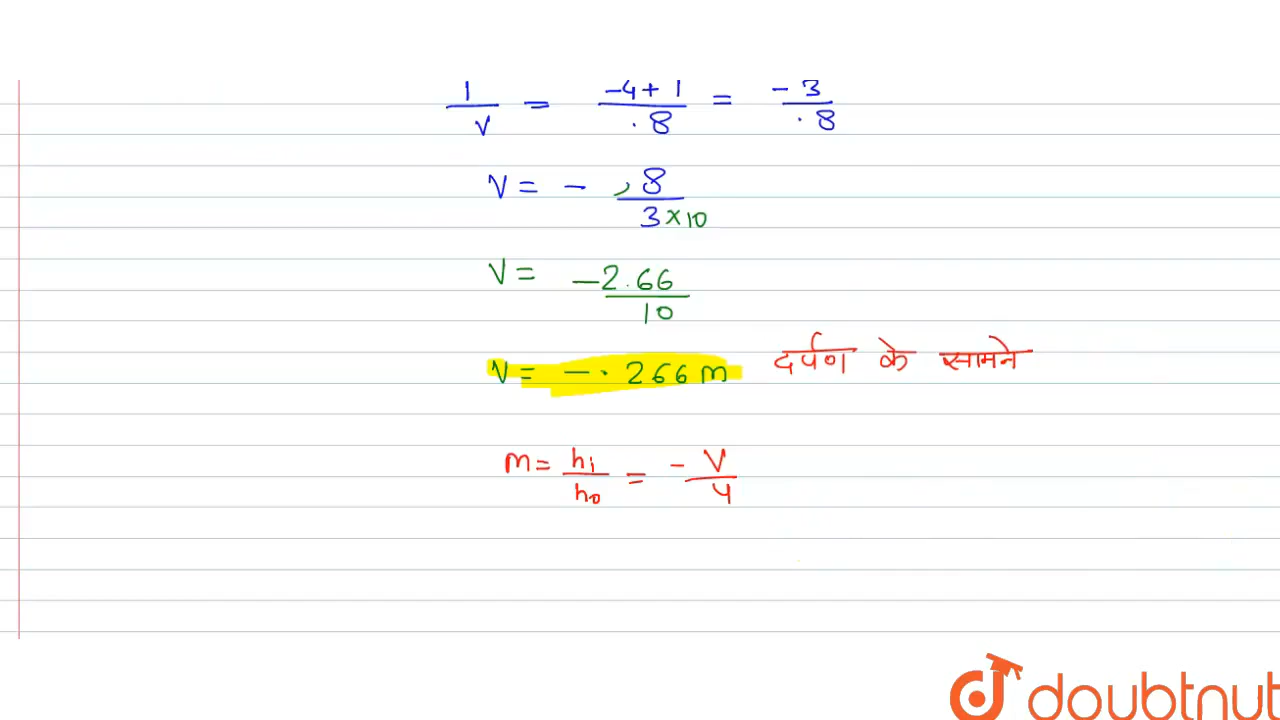 1/v = -4+1/.8 = -3/.8
V = - .8/3×10
V = -2.66/10
V = -.266 m दर्पण के सामने
m = hi/ho = -V/4
doubtnut